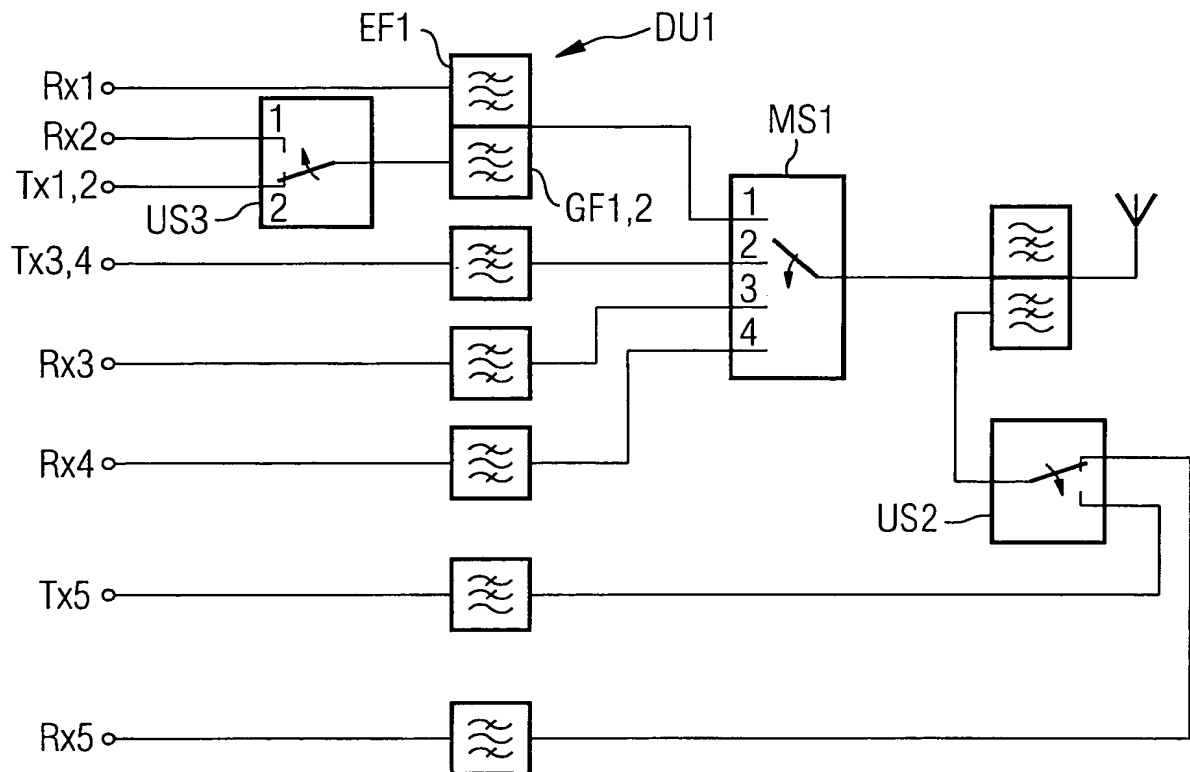 EF1
DU1
Rx1
Rx2
Tx1,2
1
2
US3
GF1,2
MS1
1
2
3
4
Tx3,4
Rx3
Rx4
US2
Tx5
Rx5